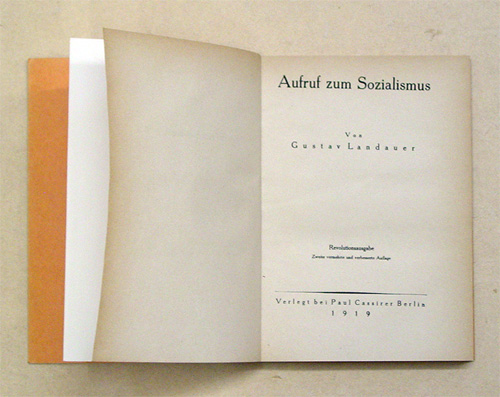 Aufruf zum Sozialismus
Von
Gustav Landauer
Revolutionsausgabe
Zweite vermehrte und verbesserte Auflage
Verlegt bei Paul Cassirer Berlin
1919